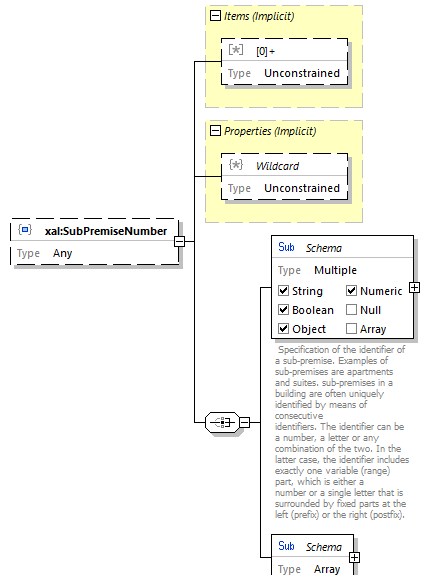 Items (Implicit)
[0]+
Type Unconstrained
Properties (Implicit)
Wildcard
Type Unconstrained
xal:SubPremiseNumber
Type Any
Sub Schema
Type Multiple
String Numeric
Boolean Null
Object Array
Specification of the identifier of
a sub-premise. Examples of
sub-premises are apartments
and suites. sub-premises in a
building are often uniquely
identified by means of
consecutive
identifiers. The identifier can be
a number, a letter or any
combination of the two. In the
latter case, the identifier includes
exactly one variable (range)
part, which is either a
number or a single letter that is
surrounded by fixed parts at the
left (prefix) or the right (postfix).
Sub Schema
Type Array